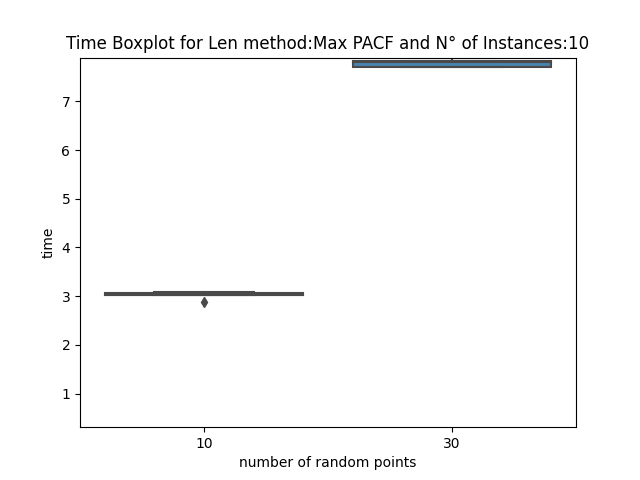 Time Boxplot for Len method:Max PACF and N° of Instances:10
7
6
5
4
3
2
1
time
10 30
number of random points